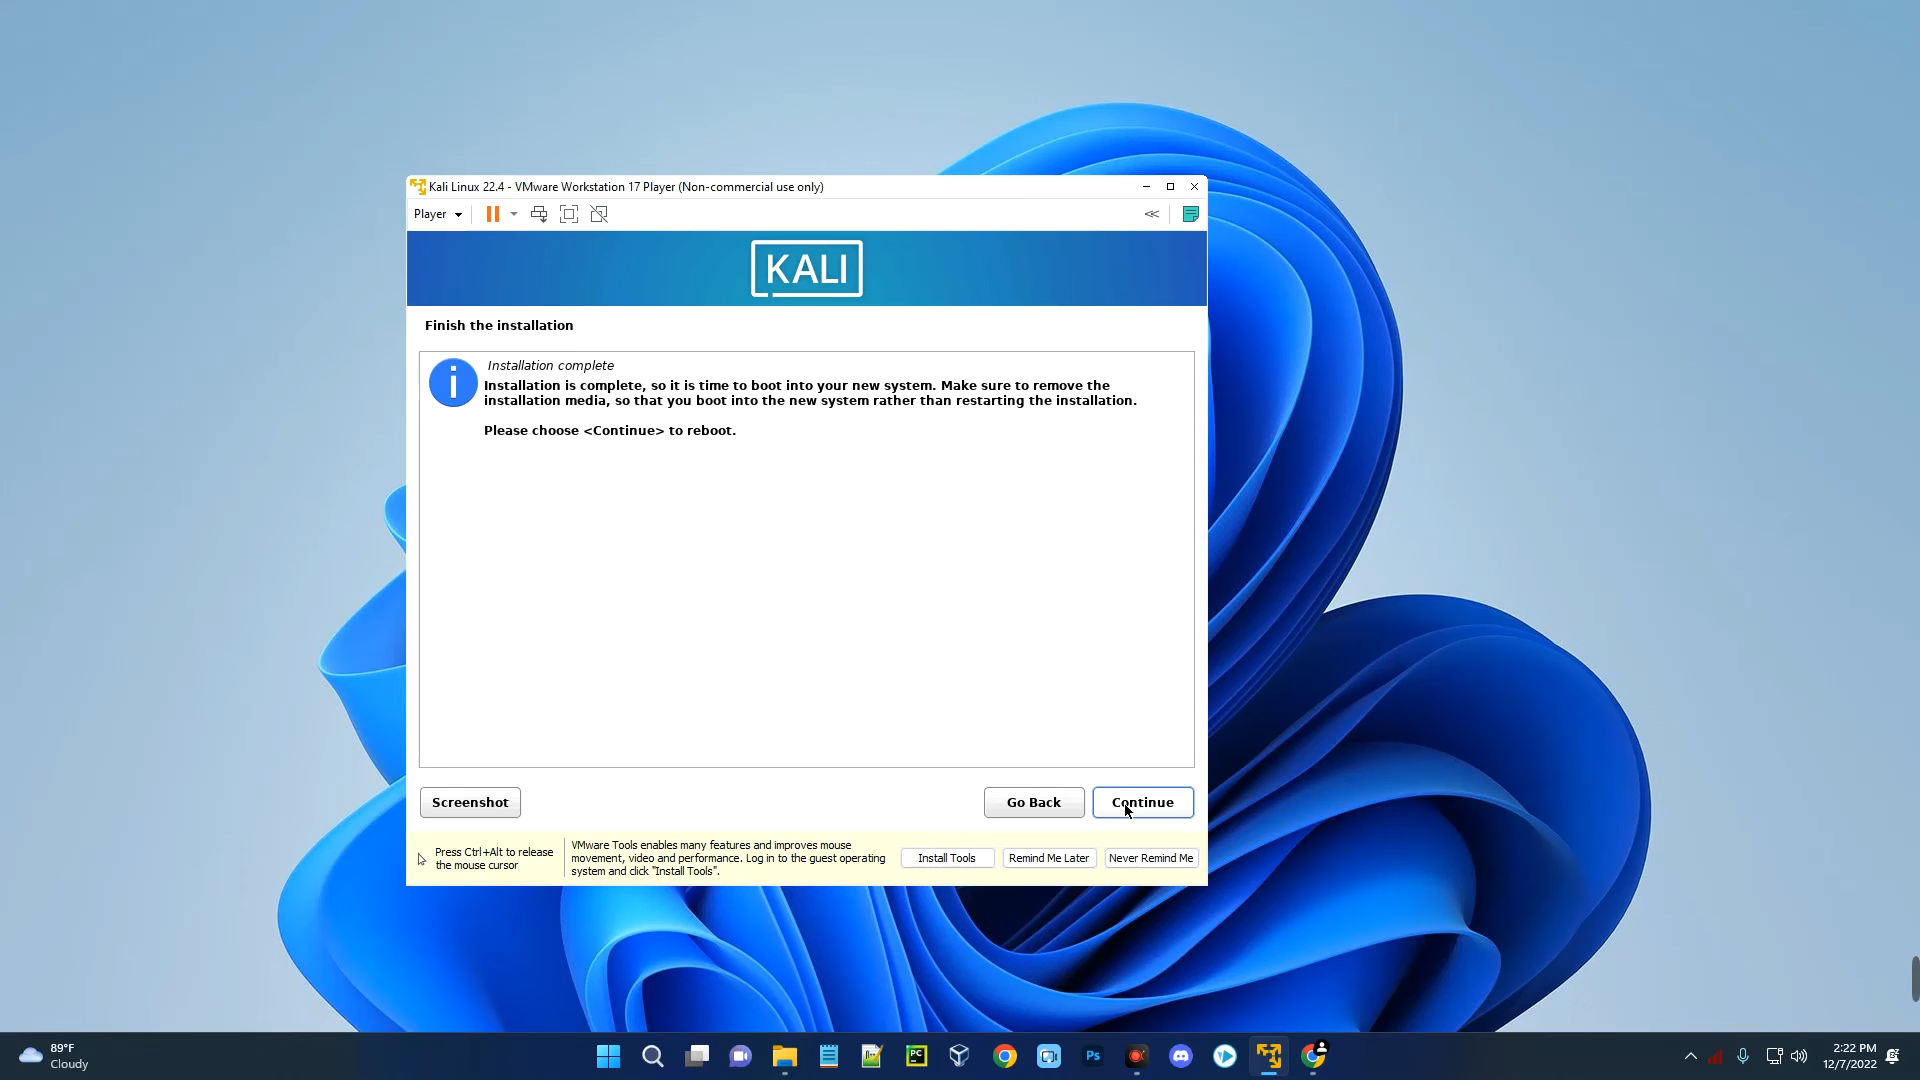 Kali Linux 22.4 - VMware Workstation 17 Player (Non-commercial use only)
Player
KALI
Finish the installation
Installation complete
Installation is complete, so it is time to boot into your new system. Make sure to remove the
installation media, so that you boot into the new system rather than restarting the installation.
Please choose <Continue> to reboot.
Screenshot
Go Back
Continue
Press Ctrl+Alt to release
the mouse cursor
VMware Tools enables many features and improves mouse
movement, video and performance. Log in to the guest operating
system and click "Install Tools".
Install Tools
Remind Me Later
Never Remind Me
89°F
Cloudy
PC
Ps
2:22 PM
12/7/2022